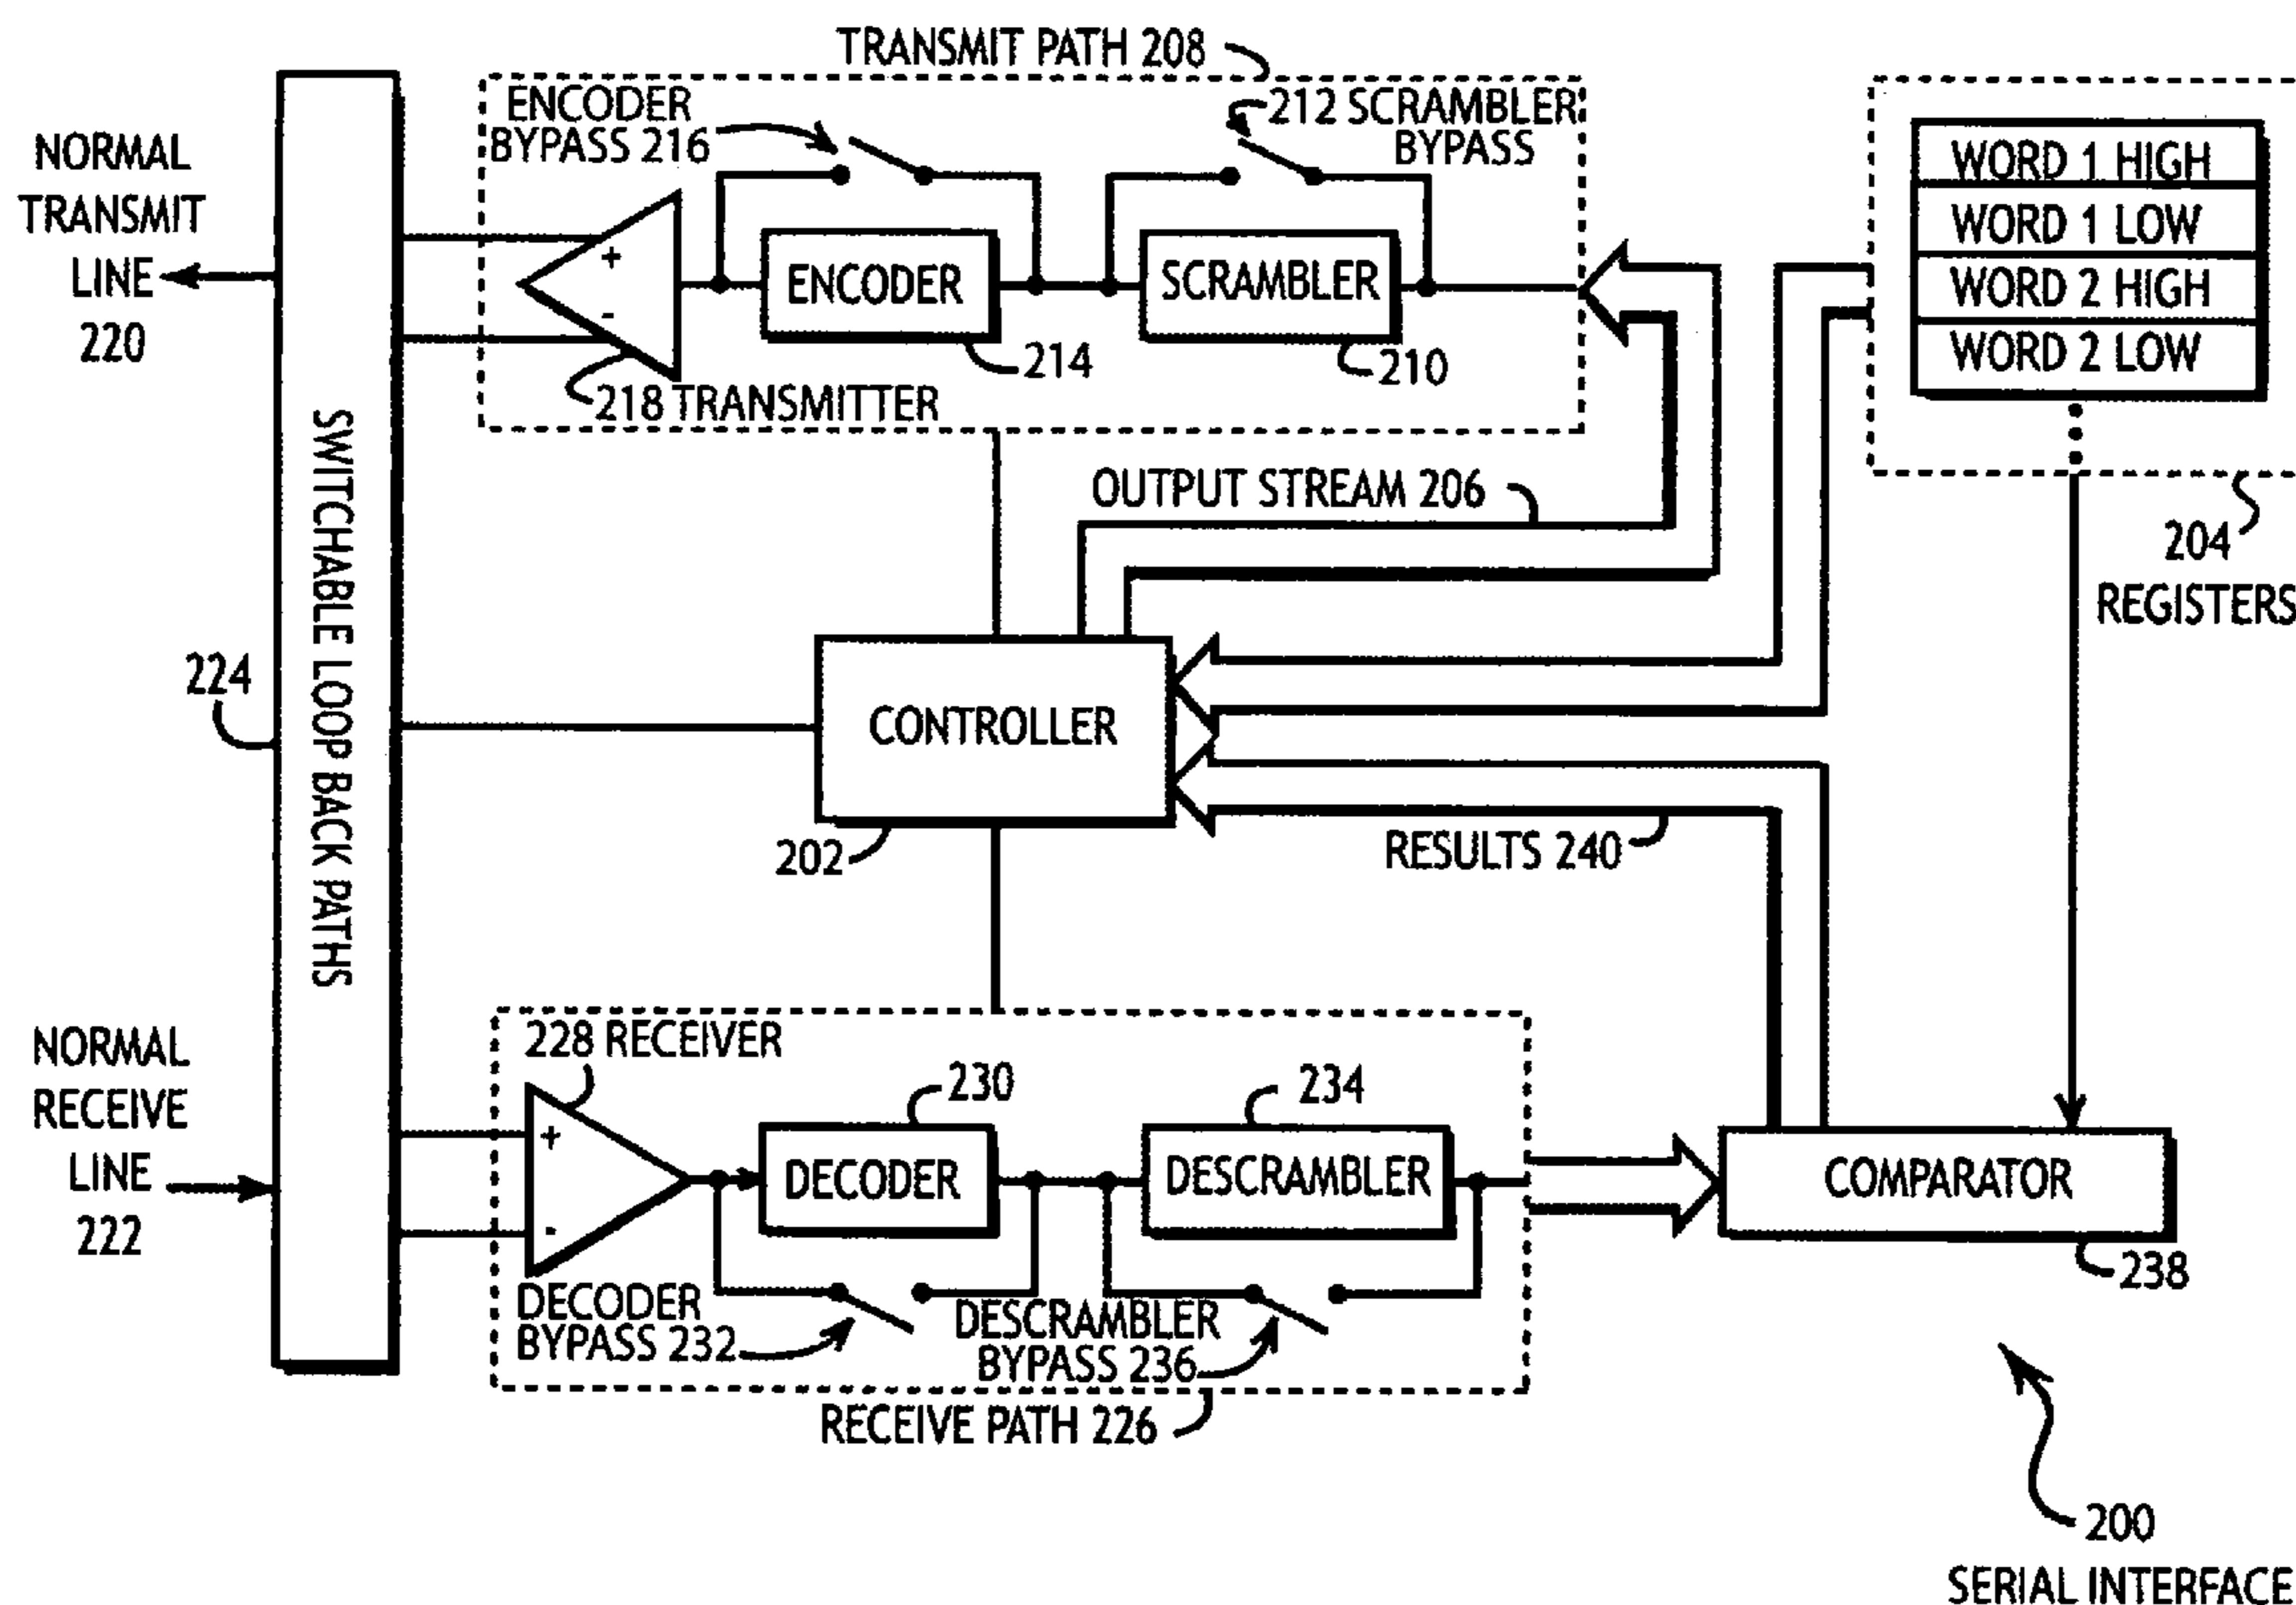 TRANSMIT PATH 208
ENCODER
BYPASS 216
212 SCRAMBLER
BYPASS
NORMAL
TRANSMIT
LINE
220
+
-
ENCODER
SCRAMBLER
214
210
218 TRANSMITTER
WORD 1 HIGH
WORD 1 LOW
WORD 2 HIGH
WORD 2 LOW
204
REGISTERS
OUTPUT STREAM 206
SWITCHABLE LOOP BACK PATHS
224
CONTROLLER
202
RESULTS 240
NORMAL
RECEIVE
LINE
222
228 RECEIVER
+
-
230
234
DECODER
DESCRAMBLER
COMPARATOR
238
DECODER
BYPASS 232
DESCRAMBLER
BYPASS 236
RECEIVE PATH 226
200
SERIAL INTERFACE